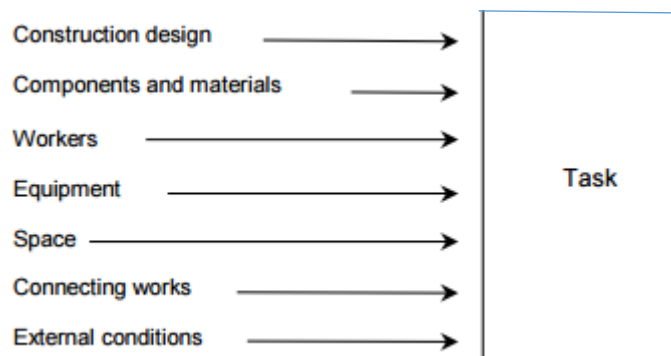 Construction design
Components and materials
Workers
Equipment
Space
Connecting works
External conditions
Task